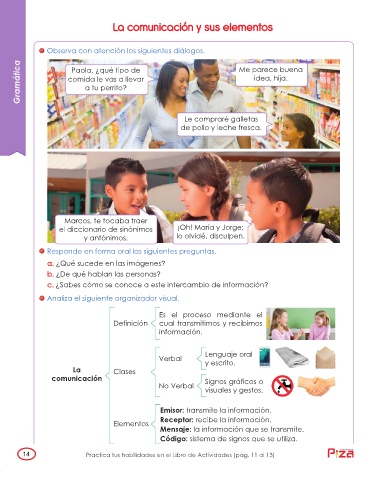 La comunicación y sus elementos
Gramática
Observa con atención los siguientes diálogos.
Paola, ¿qué tipo de
comida le vas a llevar
a tu perrito?
Me parece buena
idea, hija.
Le compraré galletas
de pollo y leche fresca.
Marcos, te tocaba traer
el diccionario de sinónimos
y antónimos.
¡Oh! María y Jorge;
lo olvidé, disculpen.
Responde en forma oral las siguientes preguntas.
a. ¿Qué sucede en las imágenes?
b. ¿De qué hablan las personas?
c. ¿Sabes cómo se conoce a este intercambio de información?
Analiza el siguiente organizador visual.
La
comunicación
Definición
Es el proceso mediante el
cual transmitimos y recibimos
información.
Clases
Verbal
Lenguaje oral
y escrito.
No Verbal
Signos gráficos o
visuales y gestos.
Elementos
Emisor: transmite la información.
Receptor: recibe la información.
Mensaje: la información que se transmite.
Código: sistema de signos que se utiliza.
14
Practica tus habilidades en el Libro de Actividades (pág. 11 al 13)